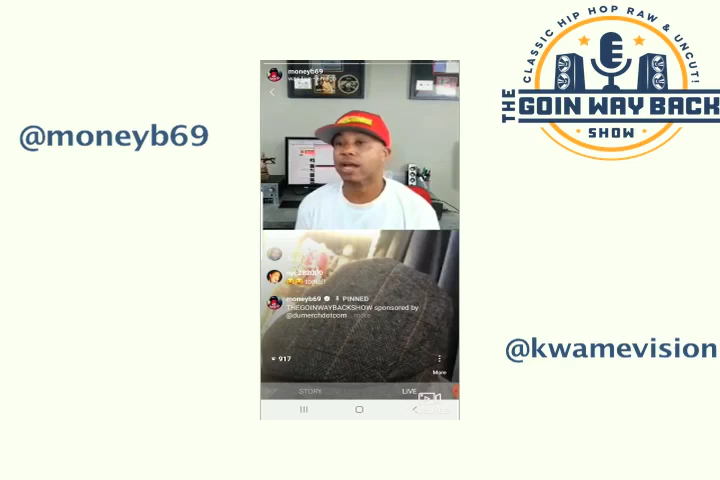 CLASSIC HIP HOP RAW & UNCUT!
THE
GOIN WAY BACK
SHOW
@moneyb69
moneyb69
moneyb69 PINNED
THEGOINWAYBACKSHOW sponsored by
@dumerchdotcom ... more
917
More
STORY
LIVE
@kwamevision